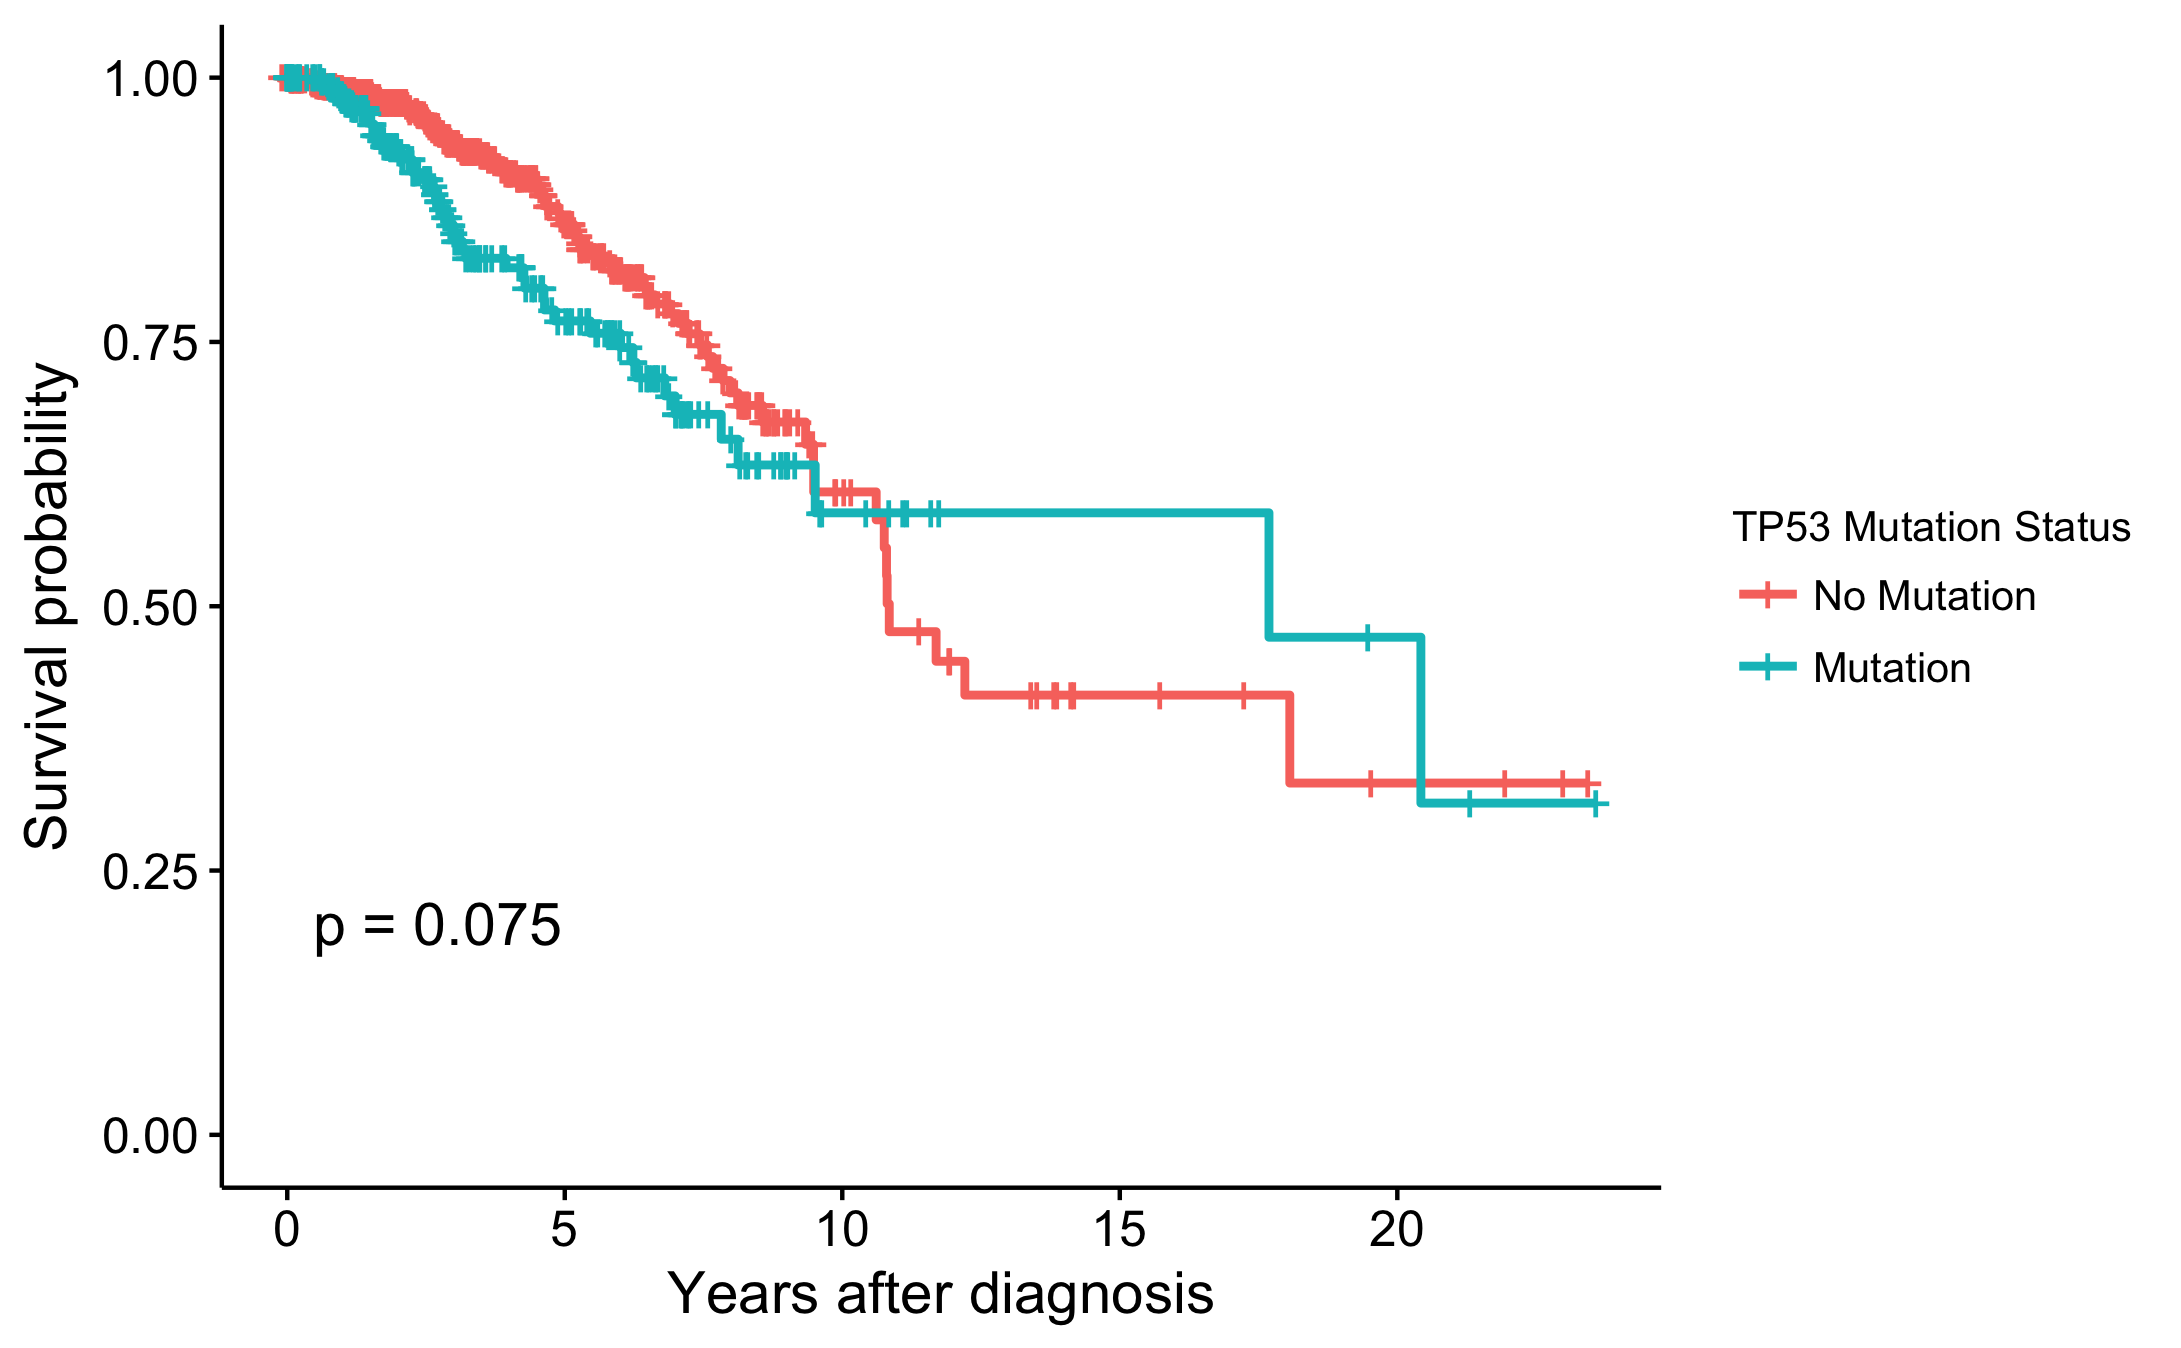 Survival probability
1.00
0.75
0.50
0.25
0.00
p = 0.075
0 5 10 15 20
Years after diagnosis
TP53 Mutation Status
No Mutation
Mutation